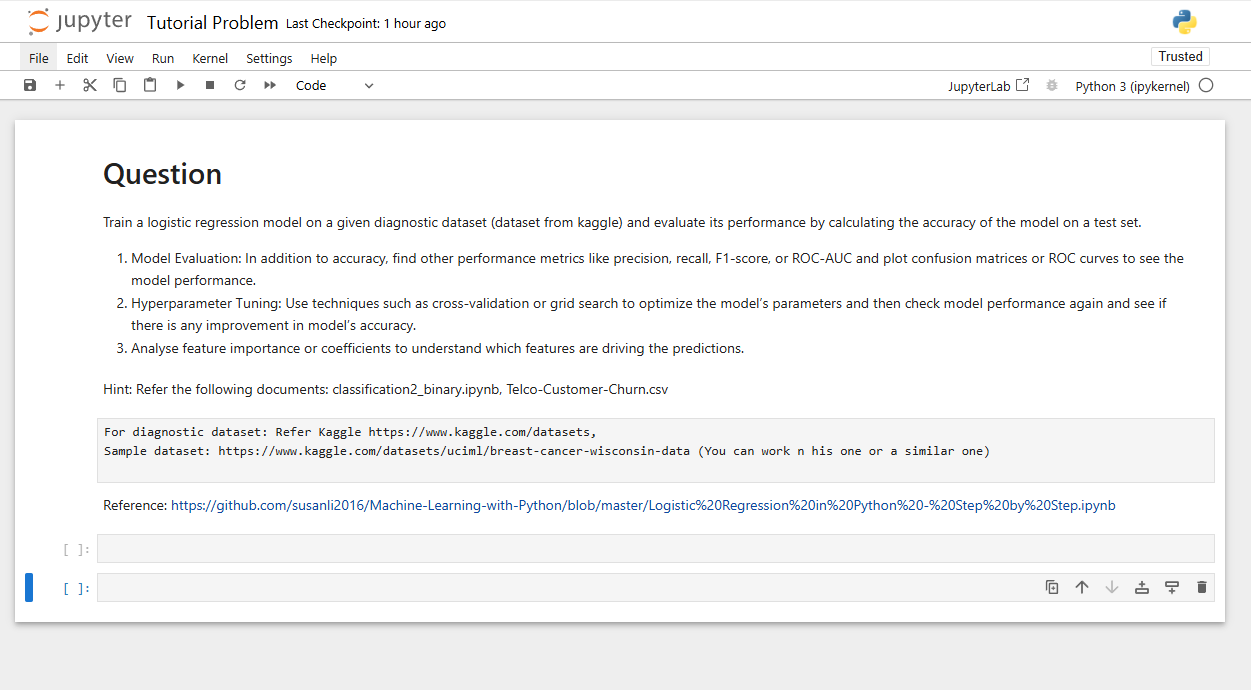 jupyter Tutorial Problem Last Checkpoint: 1 hour ago
File Edit View Run Kernel Settings Help Trusted
Code JupyterLab Python 3 (ipykernel)
Question
Train a logistic regression model on a given diagnostic dataset (dataset from kaggle) and evaluate its performance by calculating the accuracy of the model on a test set.
1. Model Evaluation: In addition to accuracy, find other performance metrics like precision, recall, F1-score, or ROC-AUC and plot confusion matrices or ROC curves to see the
model performance.
2. Hyperparameter Tuning: Use techniques such as cross-validation or grid search to optimize the model's parameters and then check model performance again and see if
there is any improvement in model's accuracy.
3. Analyse feature importance or coefficients to understand which features are driving the predictions.
Hint: Refer the following documents: classification2_binary.ipynb, Telco-Customer-Churn.csv
For diagnostic dataset: Refer Kaggle https://www.kaggle.com/datasets,
Sample dataset: https://www.kaggle.com/datasets/uciml/breast-cancer-wisconsin-data (You can work n his one or a similar one)
Reference: https://github.com/susanli2016/Machine-Learning-with-Python/blob/master/Logistic%20Regression%20in%20Python%20-%20Step%20by%20Step.ipynb
[ ]:
[ ]: